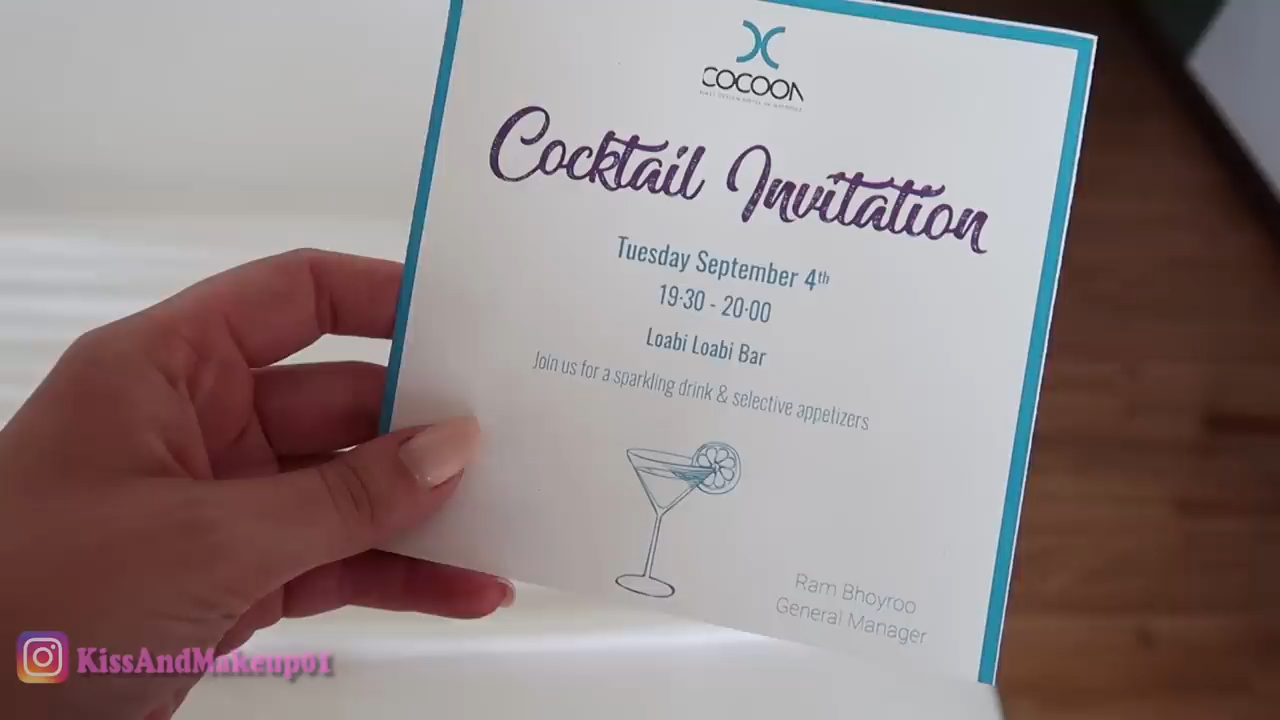 COCOON
Cocktail Invitation
Tuesday September 4th
19·30 - 20·00
Loabi Loabi Bar
Join us for a sparkling drink & selective appetizers
Ram Bhoyroo
General Manager
KissAndMakeup01